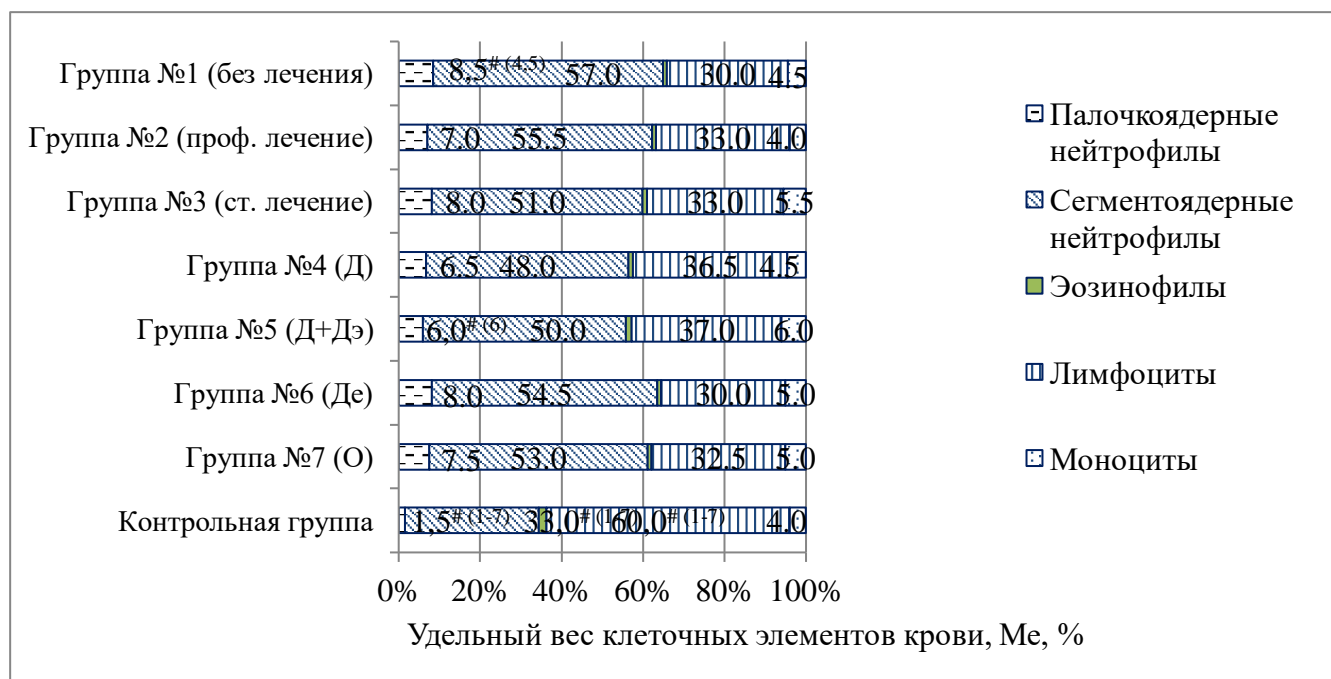 Группа №1 (без лечения)
8,5# (4,5) 57.0 30.0 4.5
Группа №2 (проф. лечение)
7.0 55.5 33.0 4.0
Группа №3 (ст. лечение)
8.0 51.0 33.0 5.5
Группа №4 (Д)
6.5 48.0 36.5 4.5
Группа №5 (Д+Дэ)
6,0# (6) 50.0 37.0 6.0
Группа №6 (Де)
8.0 54.5 30.0 5.0
Группа №7 (О)
7.5 53.0 32.5 5.0
Контрольная группа
1,5# (1-7) 33,0# (1-7) 60,0# (1-7) 4.0
0% 20% 40% 60% 80% 100%
Удельный вес клеточных элементов крови, Me, %
Палочкоядерные
нейтрофилы
Сегментоядерные
нейтрофилы
Эозинофилы
Лимфоциты
Моноциты